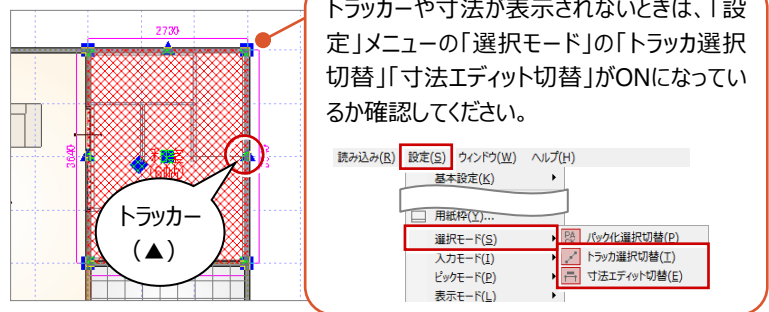 トラッカーや寸法が表示されないときは、「設
定」メニューの「選択モード」の「トラッカ選択
切替」「寸法エディット切替」がONになってい
るか確認してください。
2730
3640
トラッカー
（▲）
読み込み(R) 設定(S) ウィンドウ(W) ヘルプ(H)
基本設定(K)
用紙枠(Y)...
選択モード(S)
入力モード(I)
ピックモード(P)
表示モード(L)
パック化選択切替(P)
トラッカ選択切替(T)
寸法エディット切替(E)